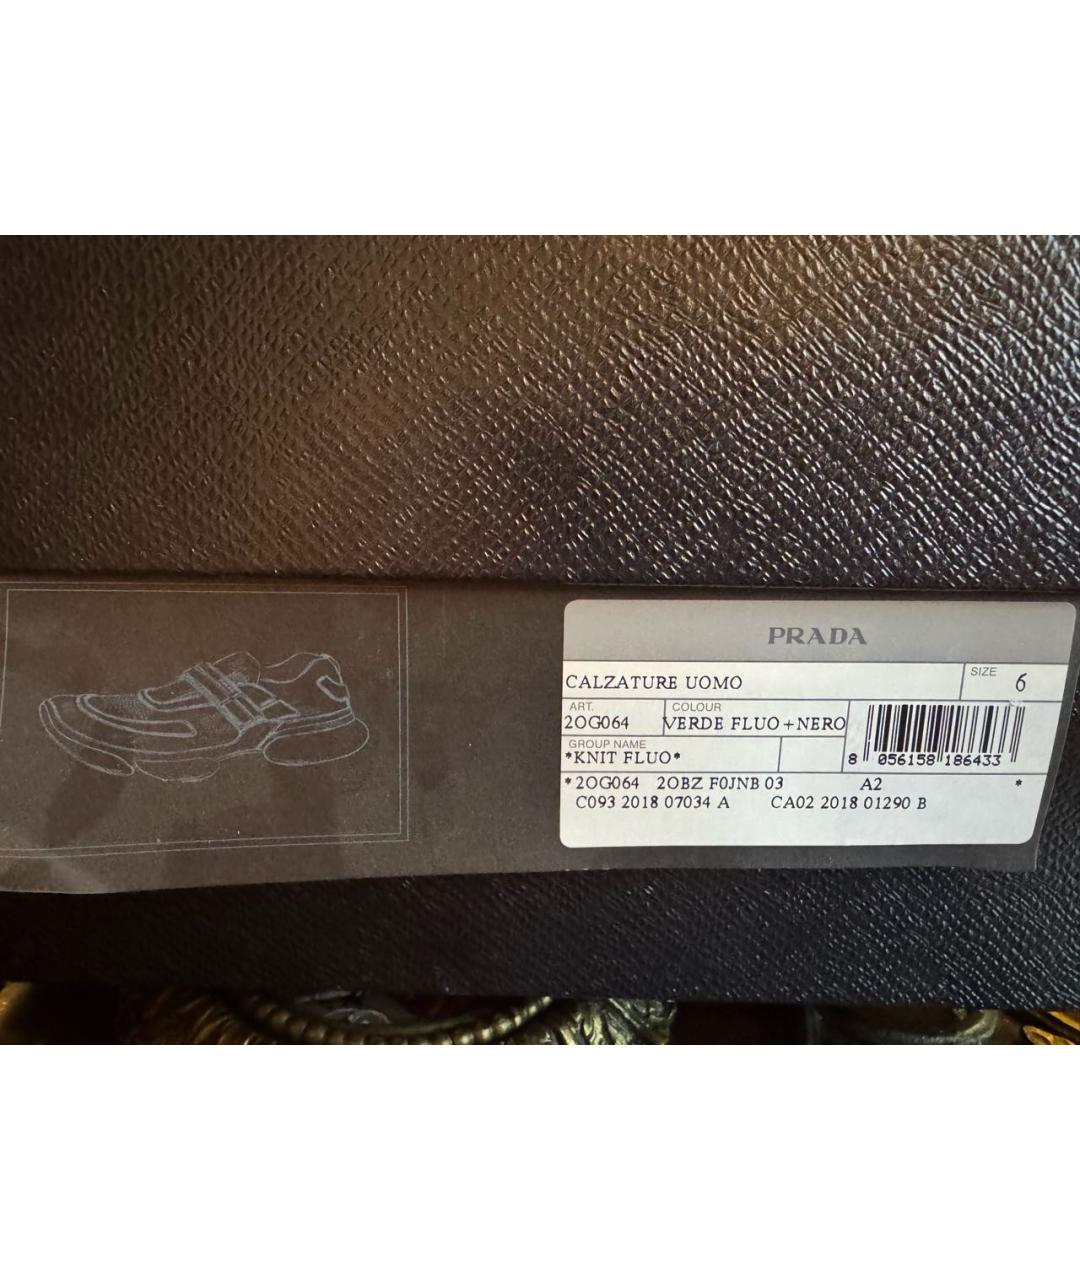 PRADA
CALZATURE UOMO SIZE 6
ART. COLOUR
2OG064 VERDE FLUO+NERO
GROUP NAME
*KNIT FLUO* 8 056158 186433
*2OG064 2OBZ F0JNB 03 A2 *
C093 2018 07034 A CA02 2018 01290 B